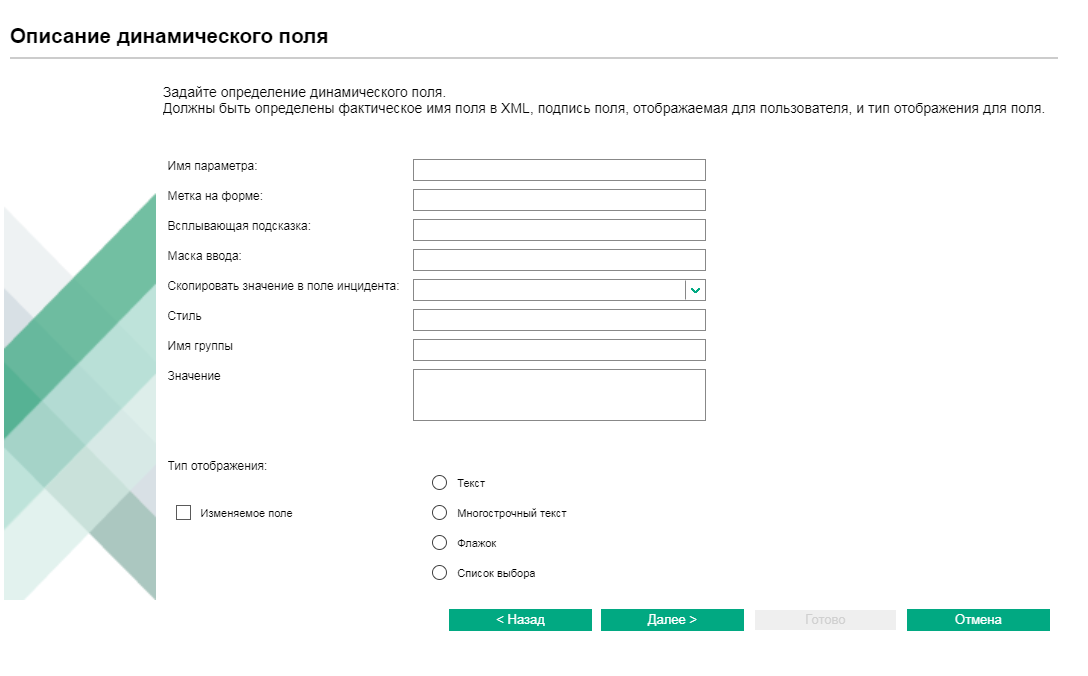 Описание динамического поля
Задайте определение динамического поля.
Должны быть определены фактическое имя поля в XML, подпись поля, отображаемая для пользователя, и тип отображения для поля.
Имя параметра:
Метка на форме:
Всплывающая подсказка:
Маска ввода:
Скопировать значение в поле инцидента:
Стиль
Имя группы
Значение
Тип отображения:
Текст
Изменяемое поле
Многострочный текст
Флажок
Список выбора
< Назад
Далее >
Готово
Отмена